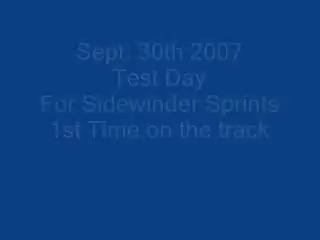 Sept. 30th 2007
Test Day
For Sidewinder Sprints
1st Time on the track